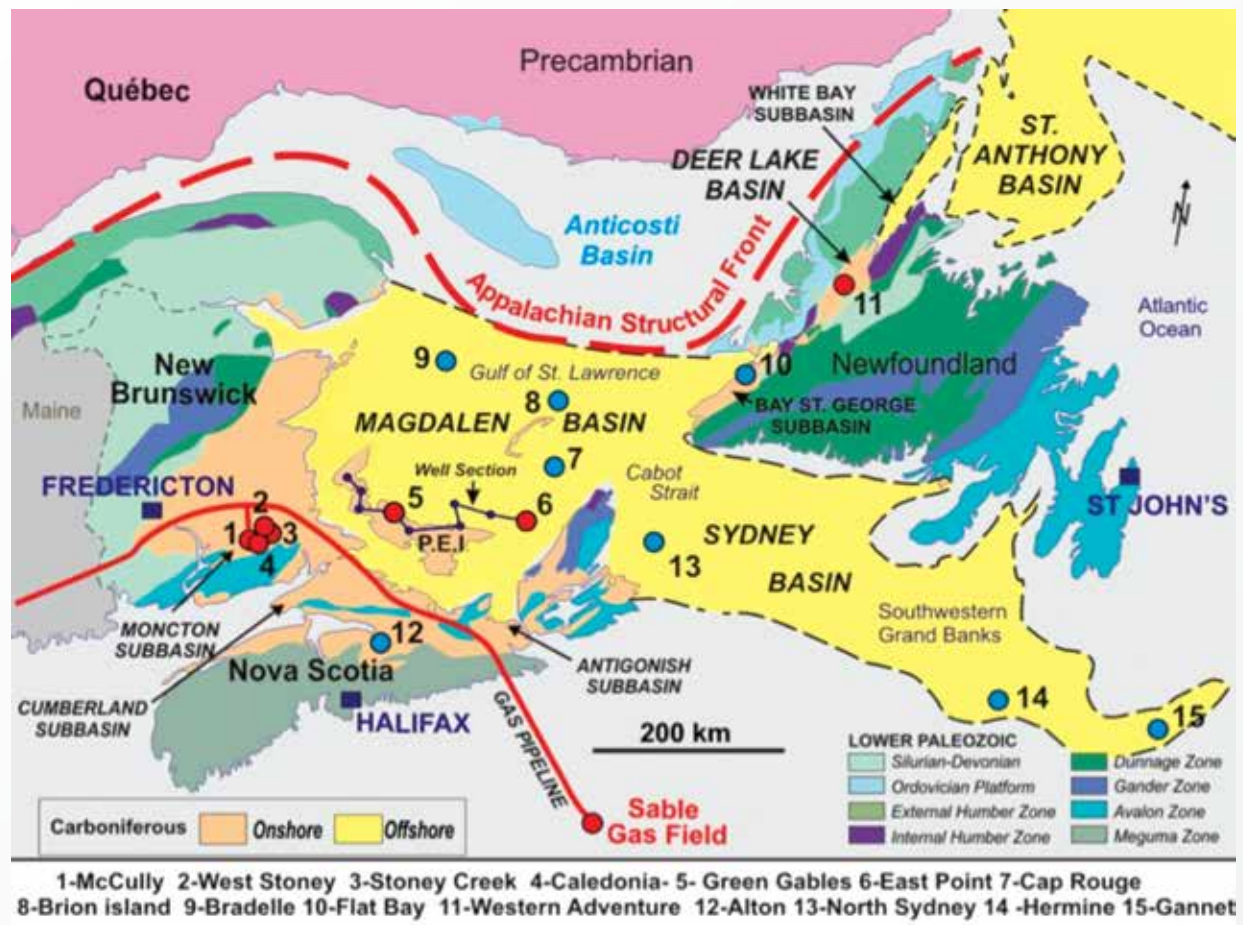 Québec
Precambrian
WHITE BAY
SUBBASIN
DEER LAKE
BASIN
ST.
ANTHONY
BASIN
N
Anticosti
Basin
Appalachian Structural Front
11
Atlantic
Ocean
New
Brunswick
Maine
9
Gulf of St. Lawrence
10
Newfoundland
8
MAGDALEN BASIN
BAY ST. GEORGE
SUBBASIN
7
Well Section
Cabot
Strait
FREDERICTON
ST JOHN'S
5
6
P.E.I
2
1
3
4
13
SYDNEY
BASIN
Southwestern
Grand Banks
MONCTON
SUBBASIN
12
Nova Scotia
ANTIGONISH
SUBBASIN
CUMBERLAND
SUBBASIN
HALIFAX
GAS PIPELINE
14
15
200 km
Sable
Gas Field
LOWER PALEOZOIC
Silurian-Devonian
Ordovician Platform
External Humber Zone
Internal Humber Zone
Dunnage Zone
Gander Zone
Avalon Zone
Meguma Zone
Carboniferous Onshore Offshore
1-McCully 2-West Stoney 3-Stoney Creek 4-Caledonia- 5- Green Gables 6-East Point 7-Cap Rouge
8-Brion island 9-Bradelle 10-Flat Bay 11-Western Adventure 12-Alton 13-North Sydney 14 -Hermine 15-Gannet